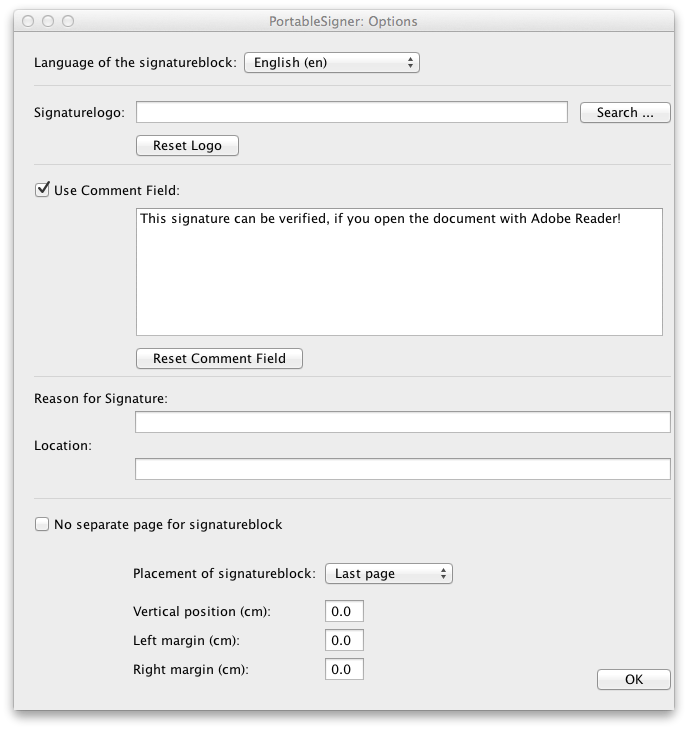 PortableSigner: Options
Language of the signatureblock: English (en)
Signaturelogo: Search ...
Reset Logo
Use Comment Field:
This signature can be verified, if you open the document with Adobe Reader!
Reset Comment Field
Reason for Signature:
Location:
No separate page for signatureblock
Placement of signatureblock: Last page
Vertical position (cm): 0.0
Left margin (cm): 0.0
Right margin (cm): 0.0
OK